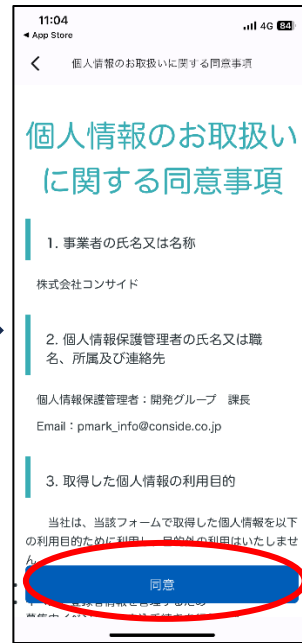 11:04
4G 84
◀ App Store
個人情報のお取扱いに関する同意事項
個人情報のお取扱い
に関する同意事項
1. 事業者の氏名又は名称
株式会社コンサイド
2. 個人情報保護管理者の氏名又は職
名、所属及び連絡先
個人情報保護管理者：開発グループ　課長
Email：pmark_info@conside.co.jp
3. 取得した個人情報の利用目的
当社は、当該フォームで取得した個人情報を以下
の利用目的のために利用し、目的外の利用はいたしませ
ん
同意